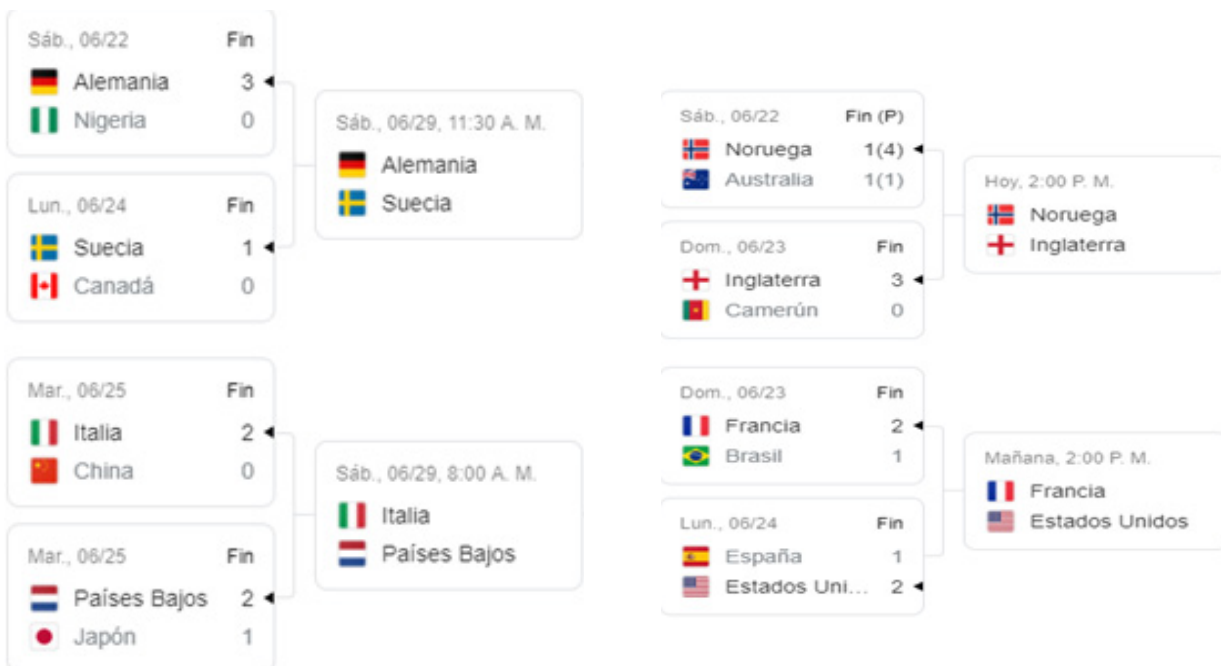 Sáb., 06/22 Fin
Alemania 3
Nigeria 0
Lun., 06/24 Fin
Suecia 1
Canadá 0
Sáb., 06/29, 11:30 A. M.
Alemania
Suecia
Mar., 06/25 Fin
Italia 2
China 0
Mar., 06/25 Fin
Países Bajos 2
Japón 1
Sáb., 06/29, 8:00 A. M.
Italia
Países Bajos
Sáb., 06/22 Fin (P)
Noruega 1(4)
Australia 1(1)
Dom., 06/23 Fin
Inglaterra 3
Camerún 0
Hoy, 2:00 P. M.
Noruega
Inglaterra
Dom., 06/23 Fin
Francia 2
Brasil 1
Lun., 06/24 Fin
España 1
Estados Uni... 2
Mañana, 2:00 P. M.
Francia
Estados Unidos